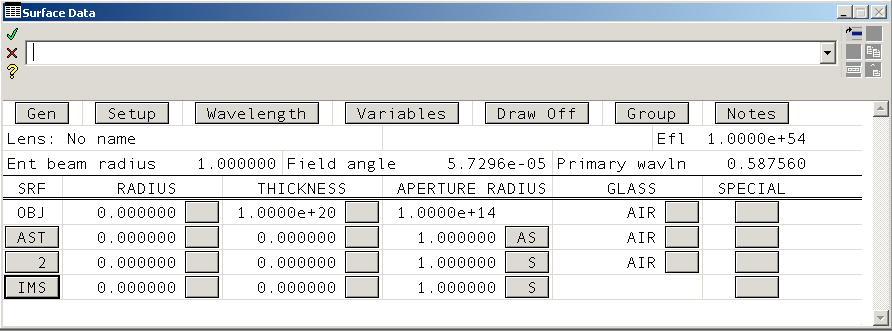 Surface Data
Gen Setup Wavelength Variables Draw Off Group Notes
Lens: No name Efl 1.0000e+54
Ent beam radius 1.000000 Field angle 5.7296e-05 Primary wavln 0.587560
SRF RADIUS THICKNESS APERTURE RADIUS GLASS SPECIAL
OBJ 0.000000 1.0000e+20 1.0000e+14 AIR
AST 0.000000 0.000000 1.000000 AS AIR
2 0.000000 0.000000 1.000000 S AIR
IMS 0.000000 0.000000 1.000000 S